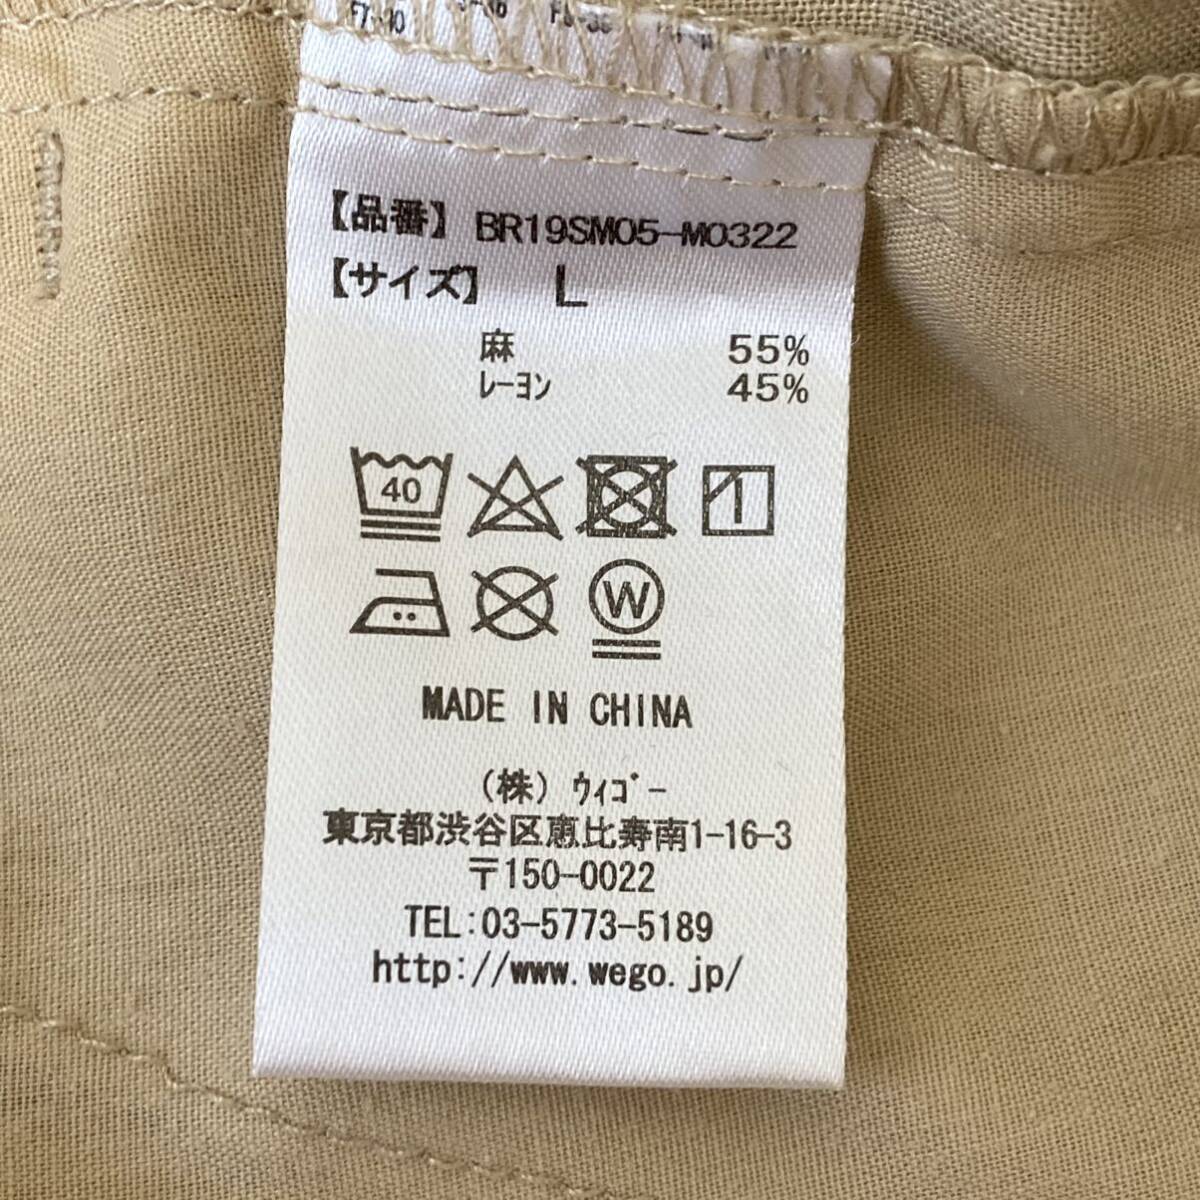 【品番】 BR19SM05-M0322
【サイズ】 L
麻 55%
ﾚｰﾖﾝ 45%
40
W
MADE IN CHINA
(株) ｳｨｺﾞｰ
東京都渋谷区恵比寿南1-16-3
〒150-0022
TEL:03-5773-5189
http://www.wego.jp/